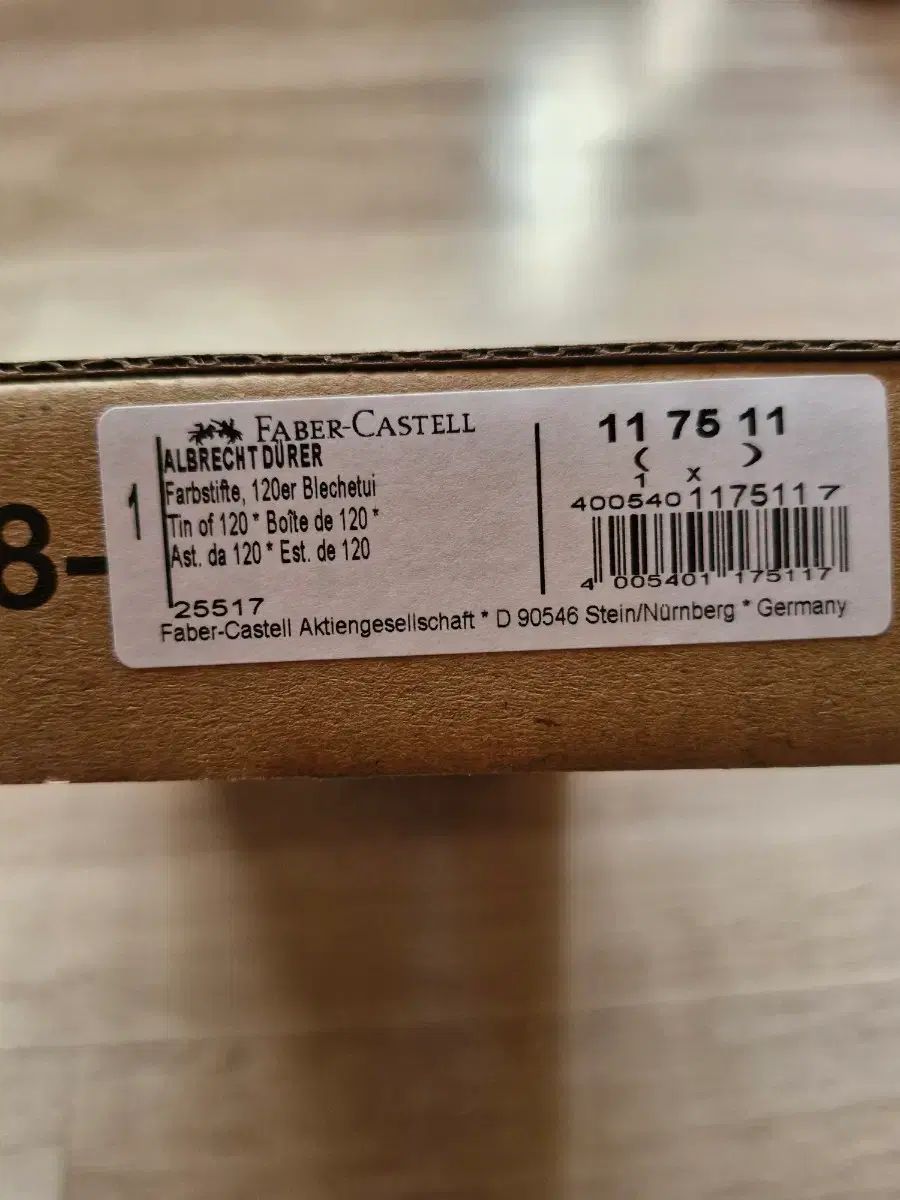 8-
1
FABER-CASTELL
ALBRECHT DÜRER
Farbstifte, 120er Blechetui
Tin of 120 * Boîte de 120 *
Ast. da 120 * Est. de 120
25517
Faber-Castell Aktiengesellschaft * D 90546 Stein/Nürnberg * Germany
11 75 11
( 1 x )
4005401175117
4 005401 175117